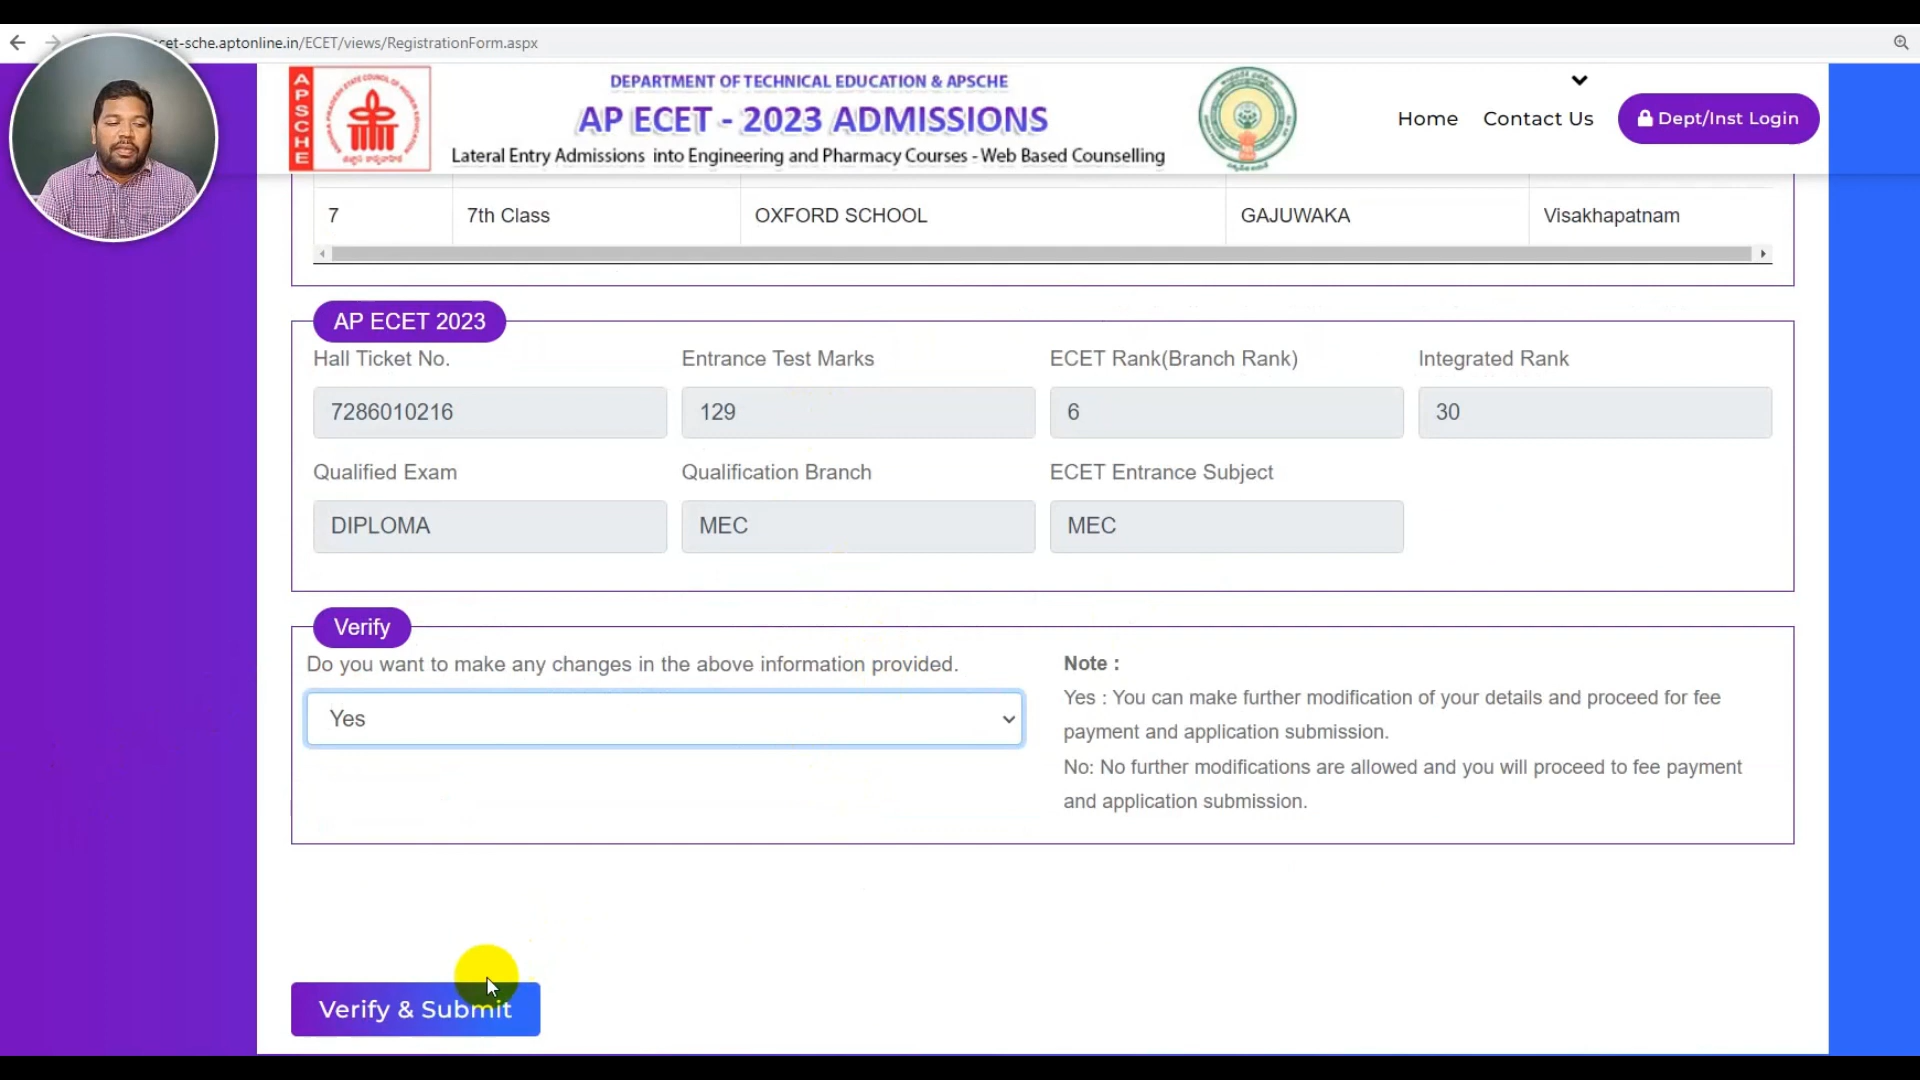 cet-sche.aptonline.in/ECET/views/RegistrationForm.aspx
APSCHE
DEPARTMENT OF TECHNICAL EDUCATION & APSCHE
AP ECET - 2023 ADMISSIONS
Lateral Entry Admissions into Engineering and Pharmacy Courses - Web Based Counselling
Home Contact Us Dept/Inst Login
7 7th Class OXFORD SCHOOL GAJUWAKA Visakhapatnam
AP ECET 2023
Hall Ticket No. Entrance Test Marks ECET Rank(Branch Rank) Integrated Rank
7286010216 129 6 30
Qualified Exam Qualification Branch ECET Entrance Subject
DIPLOMA MEC MEC
Verify
Do you want to make any changes in the above information provided.
Yes
Note :
Yes : You can make further modification of your details and proceed for fee
payment and application submission.
No: No further modifications are allowed and you will proceed to fee payment
and application submission.
Verify & Submit